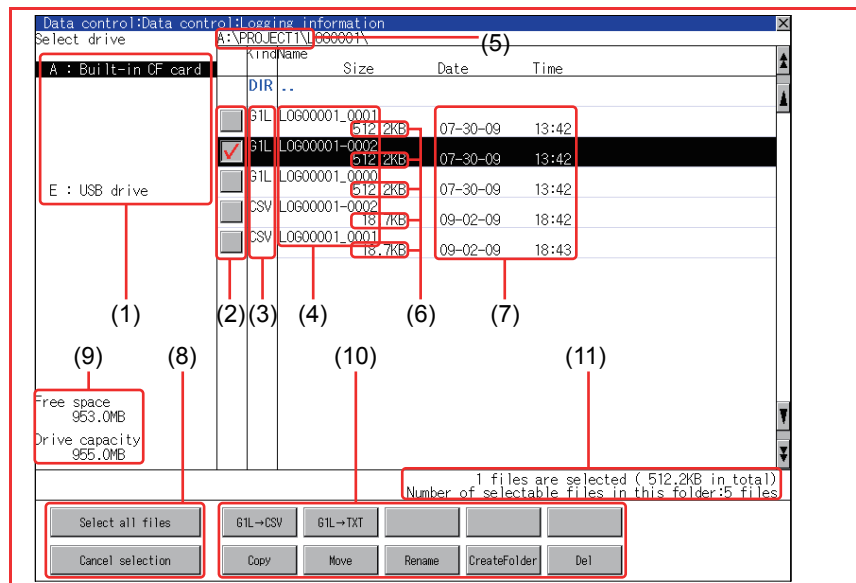 Data control:Data control:Logging information
Select drive
A:\PROJECT1\LOG00001\
(5)
Kind Name
Size Date Time
A : Built-in CF card
DIR ..
G1L LOG00001_0001
512.2KB 07-30-09 13:42
G1L LOG00001-0002
512.2KB 07-30-09 13:42
G1L LOG00001_0000
512.2KB 07-30-09 13:42
E : USB drive
CSV LOG00001-0002
18.7KB 09-02-09 18:42
CSV LOG00001_0001
18.7KB 09-02-09 18:43
(1) (2) (3) (4) (6) (7)
(9) (8) (10) (11)
Free space
953.0MB
Drive capacity
955.0MB
1 files are selected ( 512.2KB in total)
Number of selectable files in this folder:5 files
Select all files G1L→CSV G1L→TXT
Cancel selection Copy Move Rename CreateFolder Del